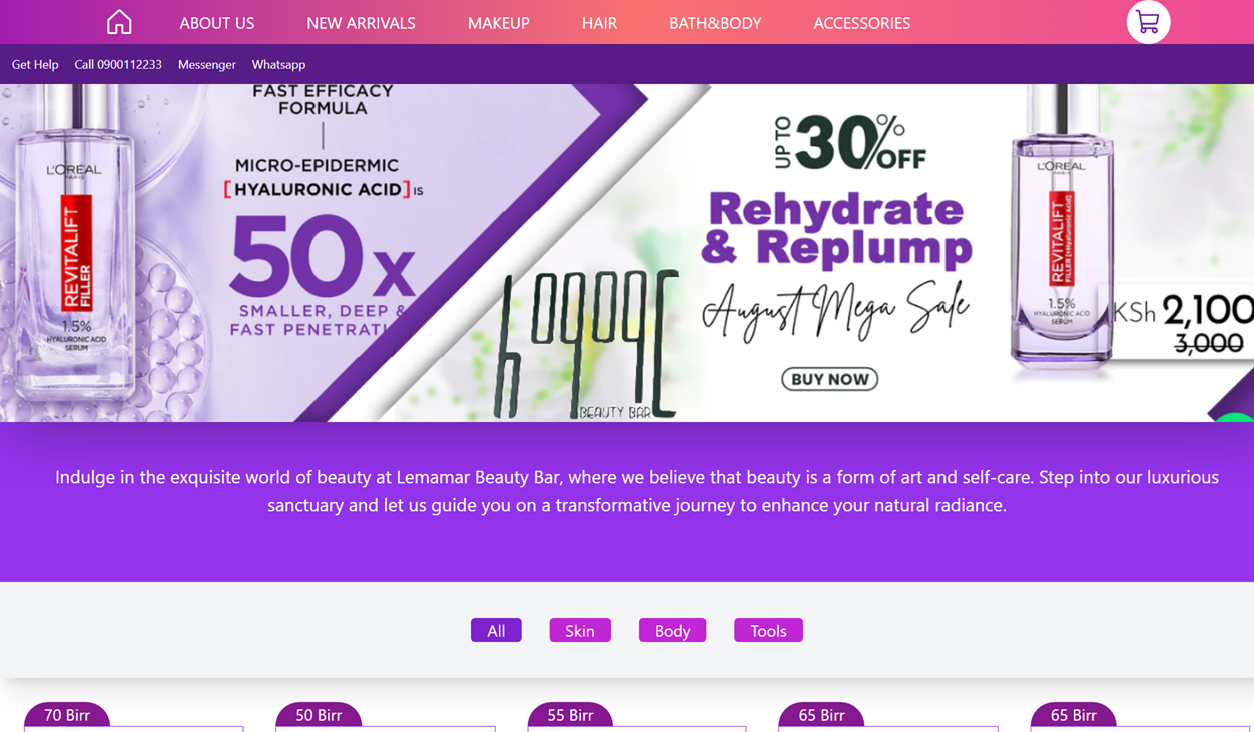 ABOUT US
NEW ARRIVALS
MAKEUP
HAIR
BATH&BODY
ACCESSORIES
Get Help
Call 0900112233
Messenger
Whatsapp
L'ORÉAL
PARIS
REVITALIFT
FILLER
1.5%
HYALURONIC ACID
SERUM
FAST EFFICACY
FORMULA
MICRO-EPIDERMIC
[HYALURONIC ACID] IS
50x
SMALLER, DEEP &
FAST PENETRATI
BEAUTY BAR
UP TO 30% OFF
Rehydrate
& Replump
August Mega Sale
BUY NOW
L'ORÉAL
PARIS
REVITALIFT
FILLER [+Hyaluronic Acid]
1.5%
HYALURONIC ACID
SERUM
KSh 2,100
3,000
Indulge in the exquisite world of beauty at Lemamar Beauty Bar, where we believe that beauty is a form of art and self-care. Step into our luxurious
sanctuary and let us guide you on a transformative journey to enhance your natural radiance.
All
Skin
Body
Tools
70 Birr
50 Birr
55 Birr
65 Birr
65 Birr